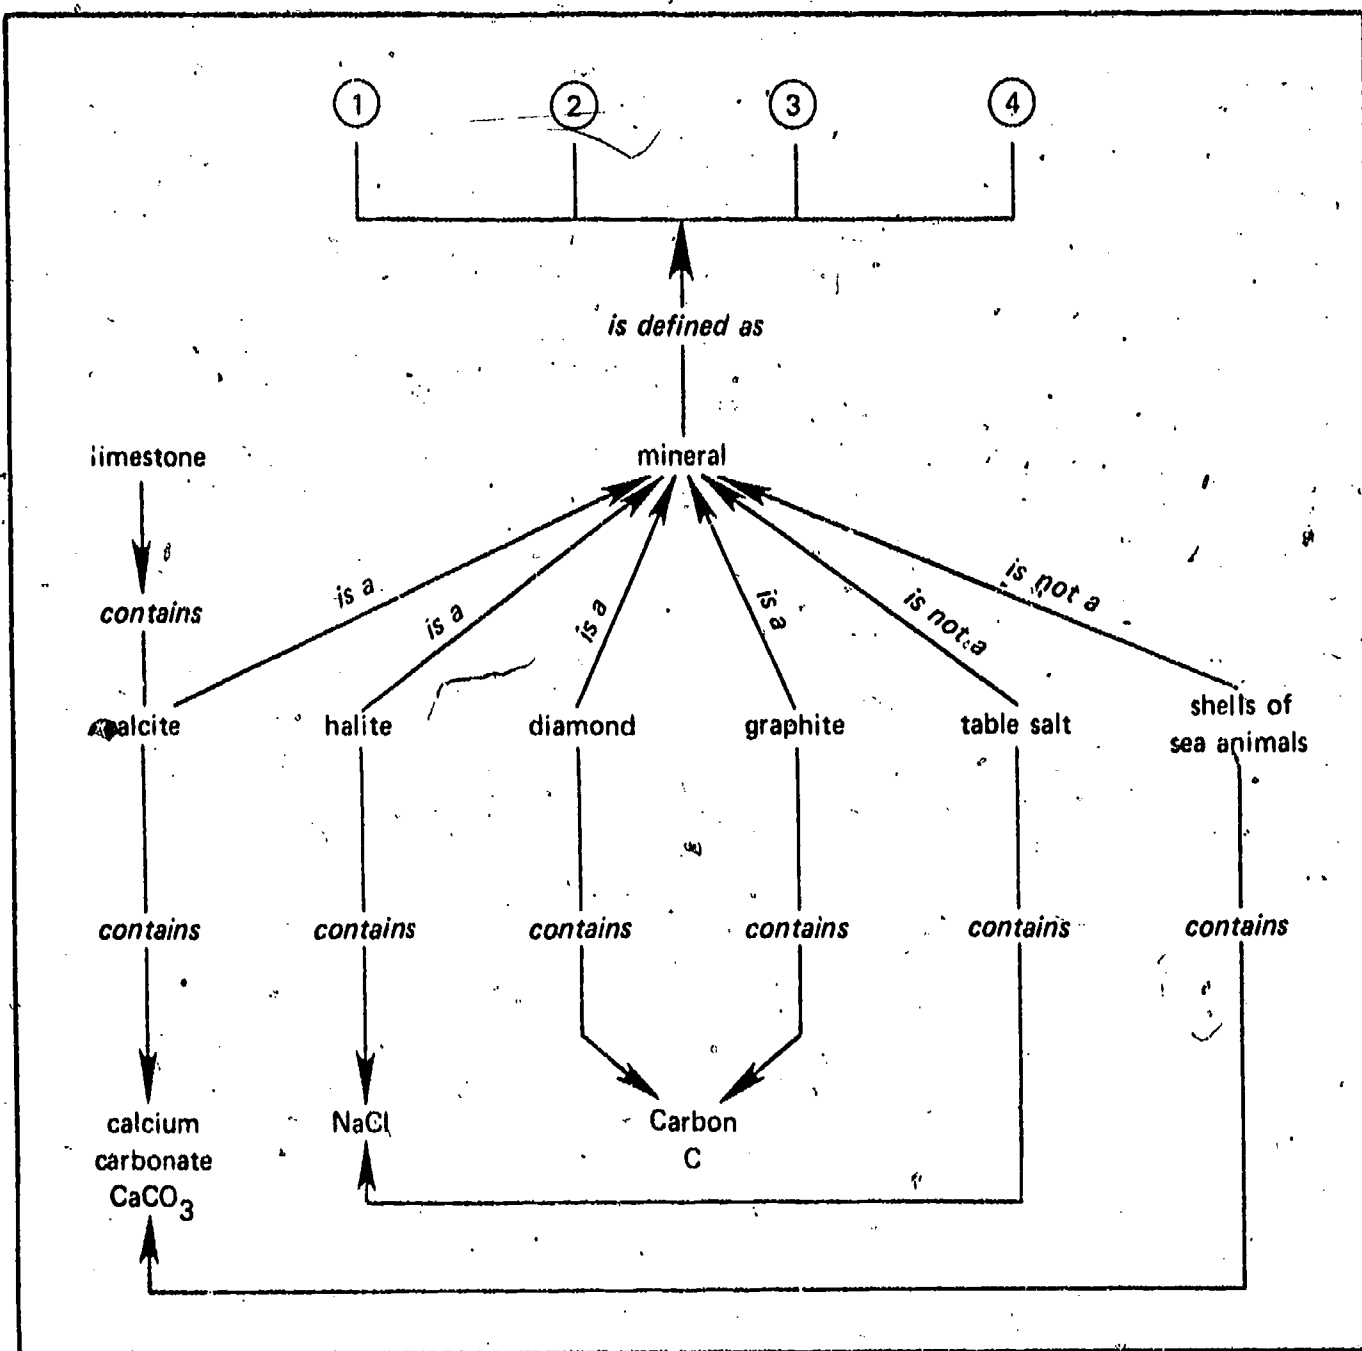 1 2 3 4
is defined as
limestone mineral
is a is a is a is a is not a is not a
contains
calcite halite diamond graphite table salt shells of
sea animals
contains contains contains contains contains contains
calcium NaCl Carbon
carbonate C
CaCO3